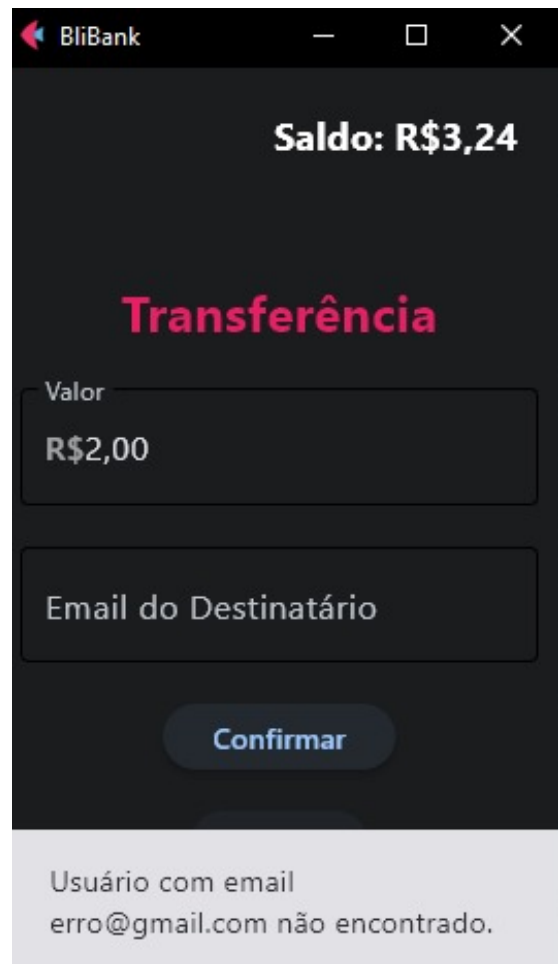 BliBank
Saldo: R$3,24
Transferência
Valor
R$2,00
Email do Destinatário
Confirmar
Usuário com email
erro@gmail.com não encontrado.